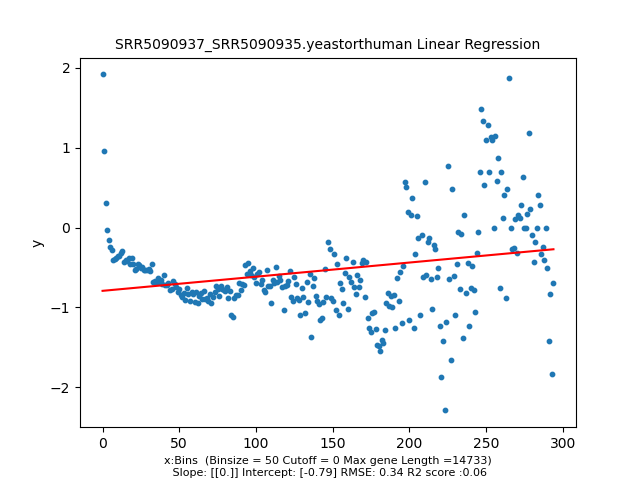 SRR5090937_SRR5090935.yeastorthuman Linear Regression
2
1
0
−1
−2
y
0 50 100 150 200 250 300
x:Bins (Binsize = 50 Cutoff = 0 Max gene Length =14733)
Slope: [[0.]] Intercept: [-0.79] RMSE: 0.34 R2 score :0.06